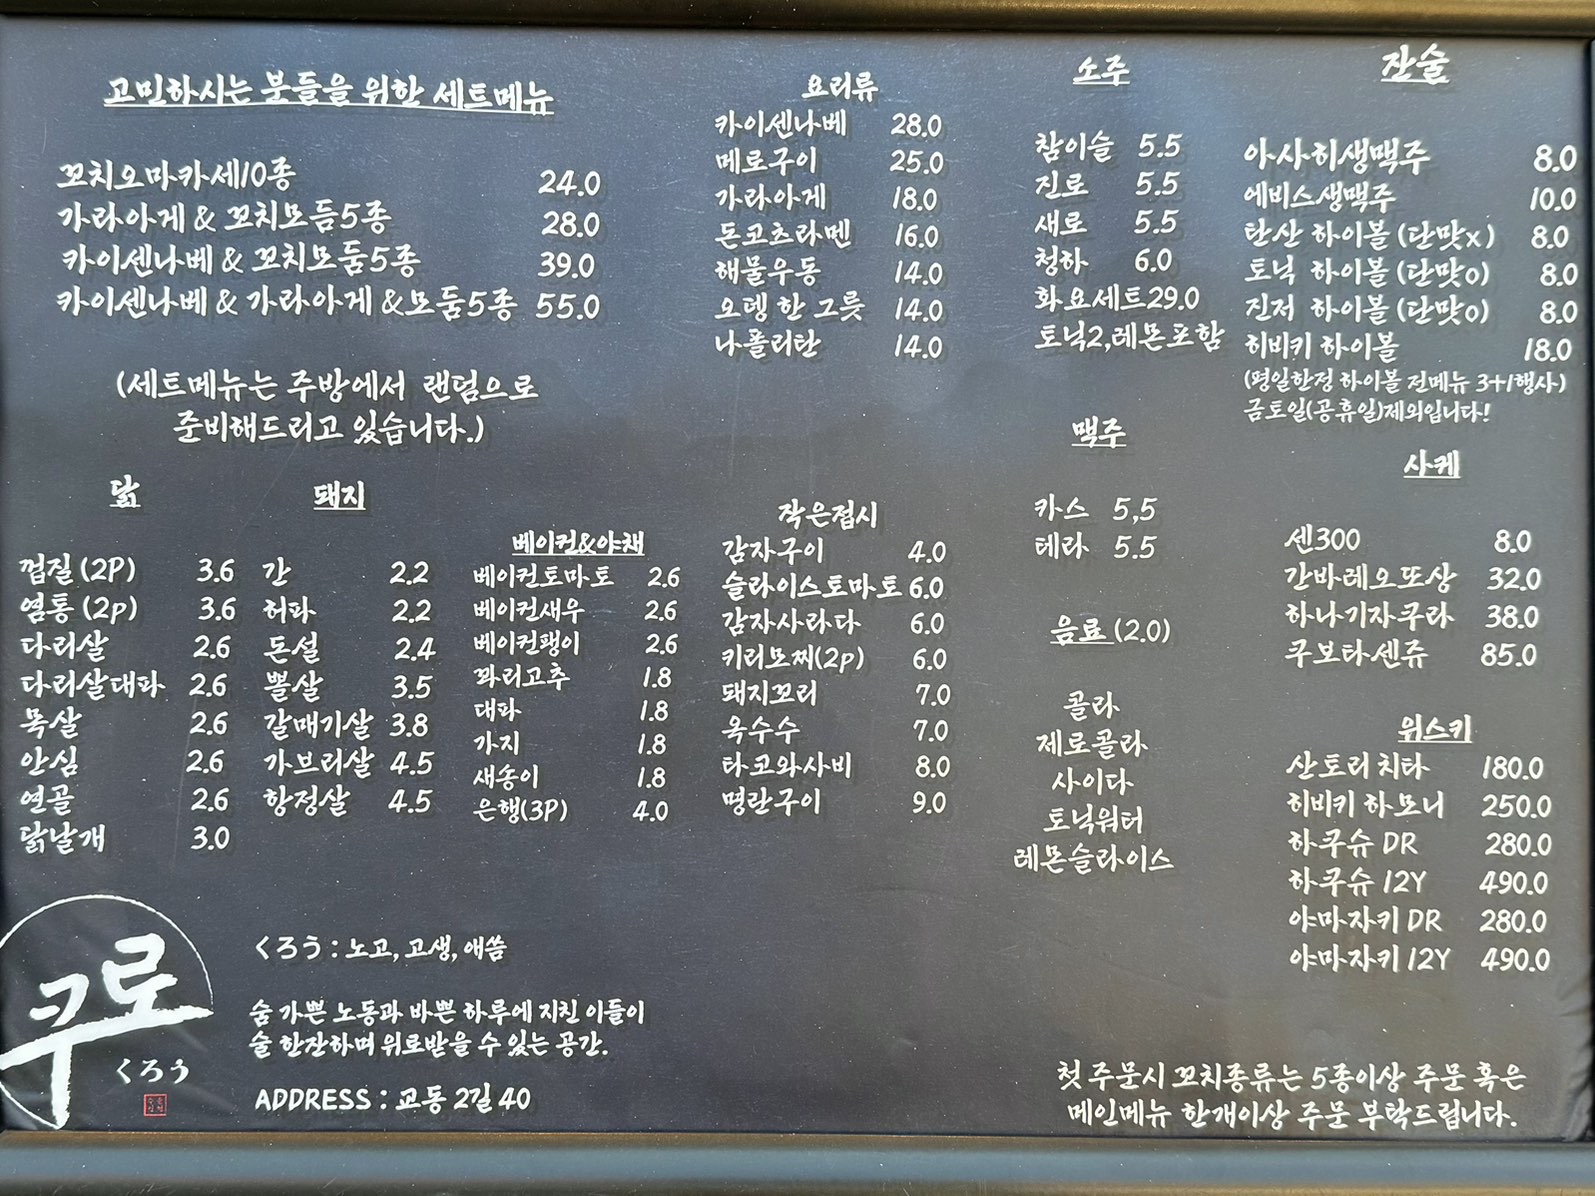 고민하시는 분들을 위한 세트메뉴
꼬치오마카세10종 24.0
가라아게 & 꼬치모듬5종 28.0
카이센나베 & 꼬치모둠5종 39.0
카이센나베 & 가라아게 &모둠5종 55.0
(세트메뉴는 주방에서 랜덤으로
준비해드리고 있습니다.)
요리류
카이센나베 28.0
메로구이 25.0
가라아게 18.0
돈코츠라멘 16.0
해물우동 14.0
오뎅 한 그릇 14.0
나폴리탄 14.0
소주
참이슬 5.5
진로 5.5
새로 5.5
청하 6.0
화요세트29.0
토닉2,레몬포함
잔술
아사히생맥주 8.0
에비스생맥주 10.0
탄산 하이볼 (단맛x) 8.0
토닉 하이볼 (단맛o) 8.0
진저 하이볼 (단맛o) 8.0
히비키 하이볼 18.0
(평일한정 하이볼 전메뉴 3+1행사)
금토일(공휴일)제외입니다!
닭
껍질 (2P) 3.6
염통 (2p) 3.6
다리살 2.6
다리살대파 2.6
목살 2.6
안심 2.6
연골 2.6
닭날개 3.0
돼지
간 2.2
허파 2.2
돈설 2.4
뽈살 3.5
갈매기살 3.8
가브리살 4.5
항정살 4.5
베이컨&야채
베이컨토마토 2.6
베이컨새우 2.6
베이컨팽이 2.6
꽈리고추 1.8
대파 1.8
가지 1.8
새송이 1.8
은행(3P) 4.0
작은접시
감자구이 4.0
슬라이스토마토 6.0
감자사라다 6.0
키리모찌(2p) 6.0
돼지꼬리 7.0
옥수수 7.0
타코와사비 8.0
명란구이 9.0
맥주
카스 5,5
테라 5.5
음료 (2.0)
콜라
제로콜라
사이다
토닉워터
레몬슬라이스
사케
센300 8.0
간바레오또상 32.0
하나기자쿠라 38.0
쿠보타센쥬 85.0
위스키
산토리 치타 180.0
히비키 하모니 250.0
하쿠슈 DR 280.0
하쿠슈 12Y 490.0
야마자키 DR 280.0
야마자키 12Y 490.0
쿠로
くろう
くろう : 노고, 고생, 애씀
숨 가쁜 노동과 바쁜 하루에 지친 이들이
술 한잔하며 위로받을 수 있는 공간.
ADDRESS : 교동 2길 40
첫 주문시 꼬치종류는 5종이상 주문 혹은
메인메뉴 한개이상 주문 부탁드립니다.